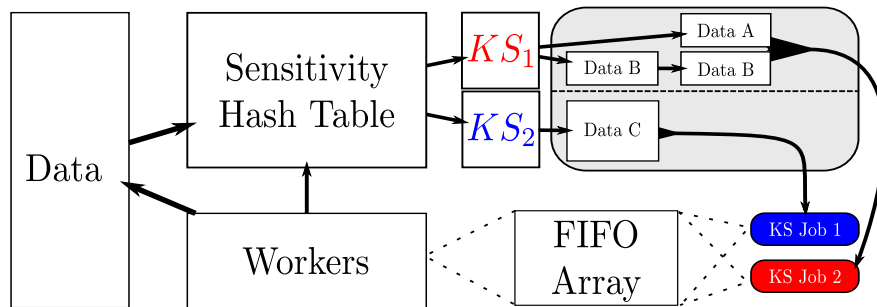 Data
Sensitivity
Hash Table
KS₁
KS₂
Data A
Data B
Data B
Data C
Workers
FIFO
Array
KS Job 1
KS Job 2